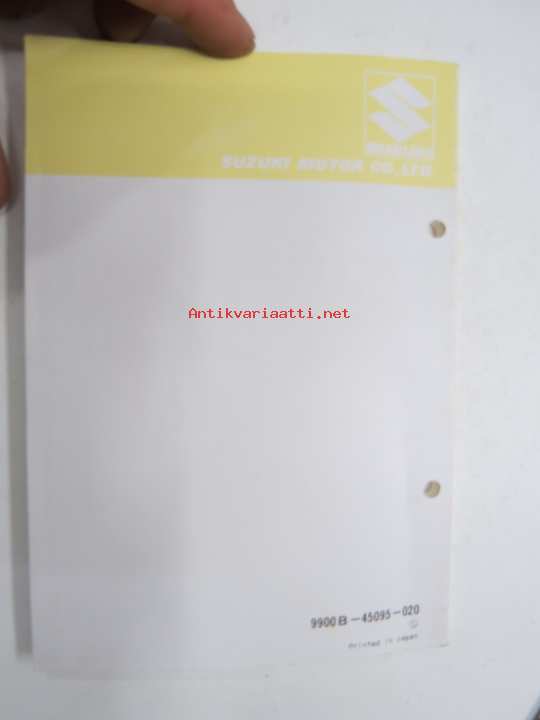 SUZUKI
SUZUKI MOTOR CO.,LTD.
Antikvariaatti.net
9900B-45095-020
Printed in Japan